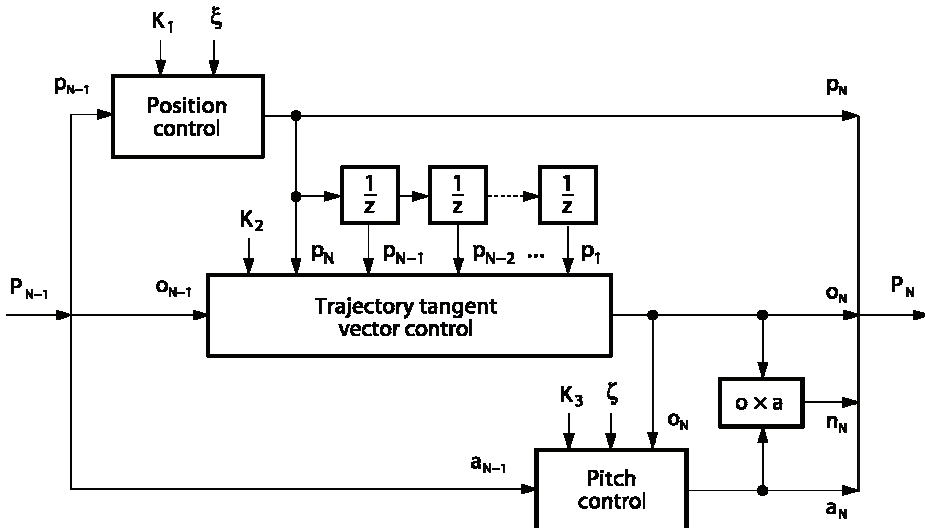 K₁ ξ
pN−1
Position
control
pN
1/z 1/z 1/z
K₂
pN pN−1 pN−2 ... p₁
PN−1
oN−1
Trajectory tangent
vector control
oN
PN
K₃ ζ
oN
o × a
nN
aN−1
Pitch
control
aN